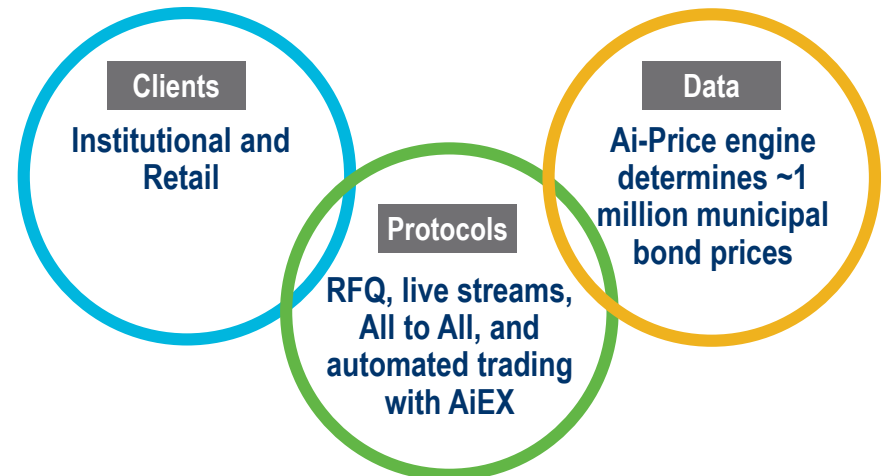 Clients
Institutional and
Retail
Protocols
RFQ, live streams,
All to All, and
automated trading
with AiEX
Data
Ai-Price engine
determines ~1
million municipal
bond prices